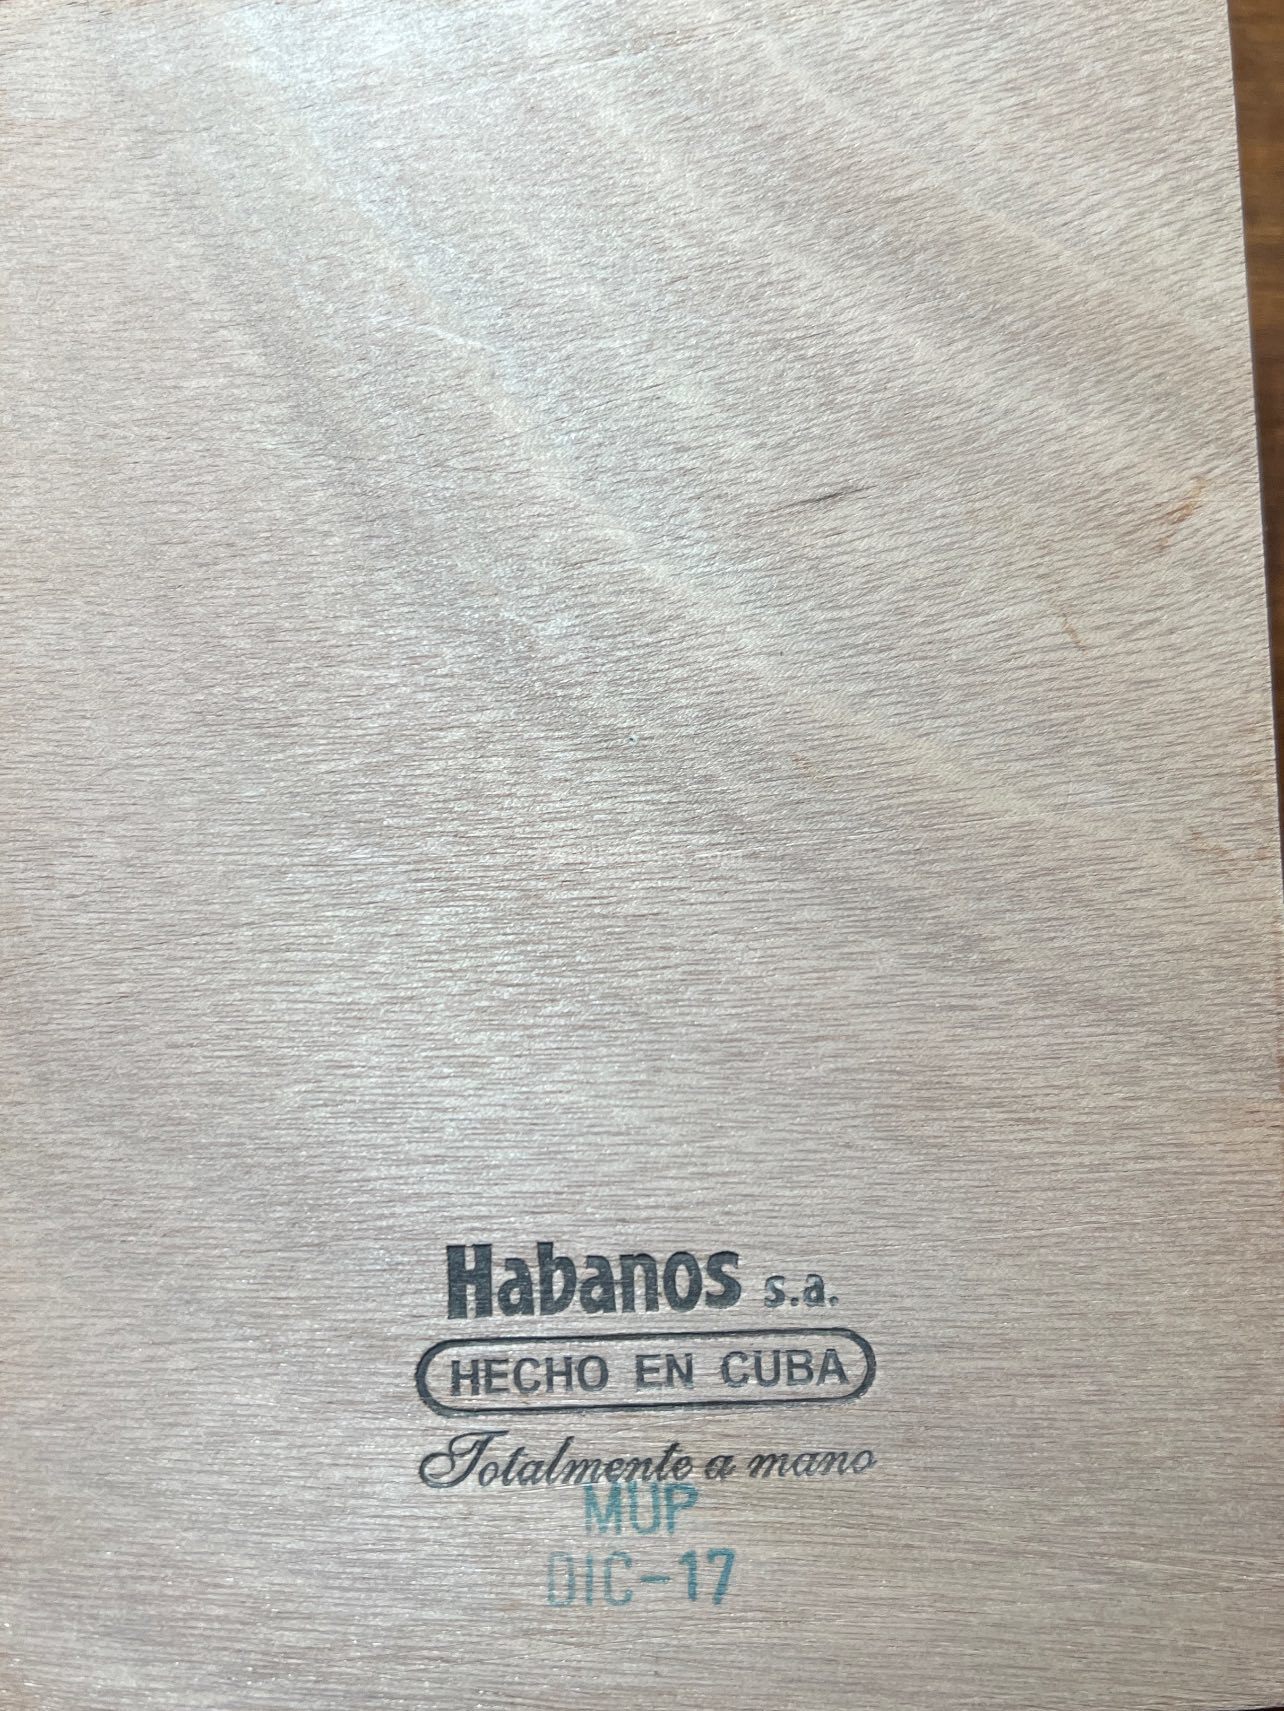 Habanos s.a.
HECHO EN CUBA
Totalmente a mano
MUP
DIC-17